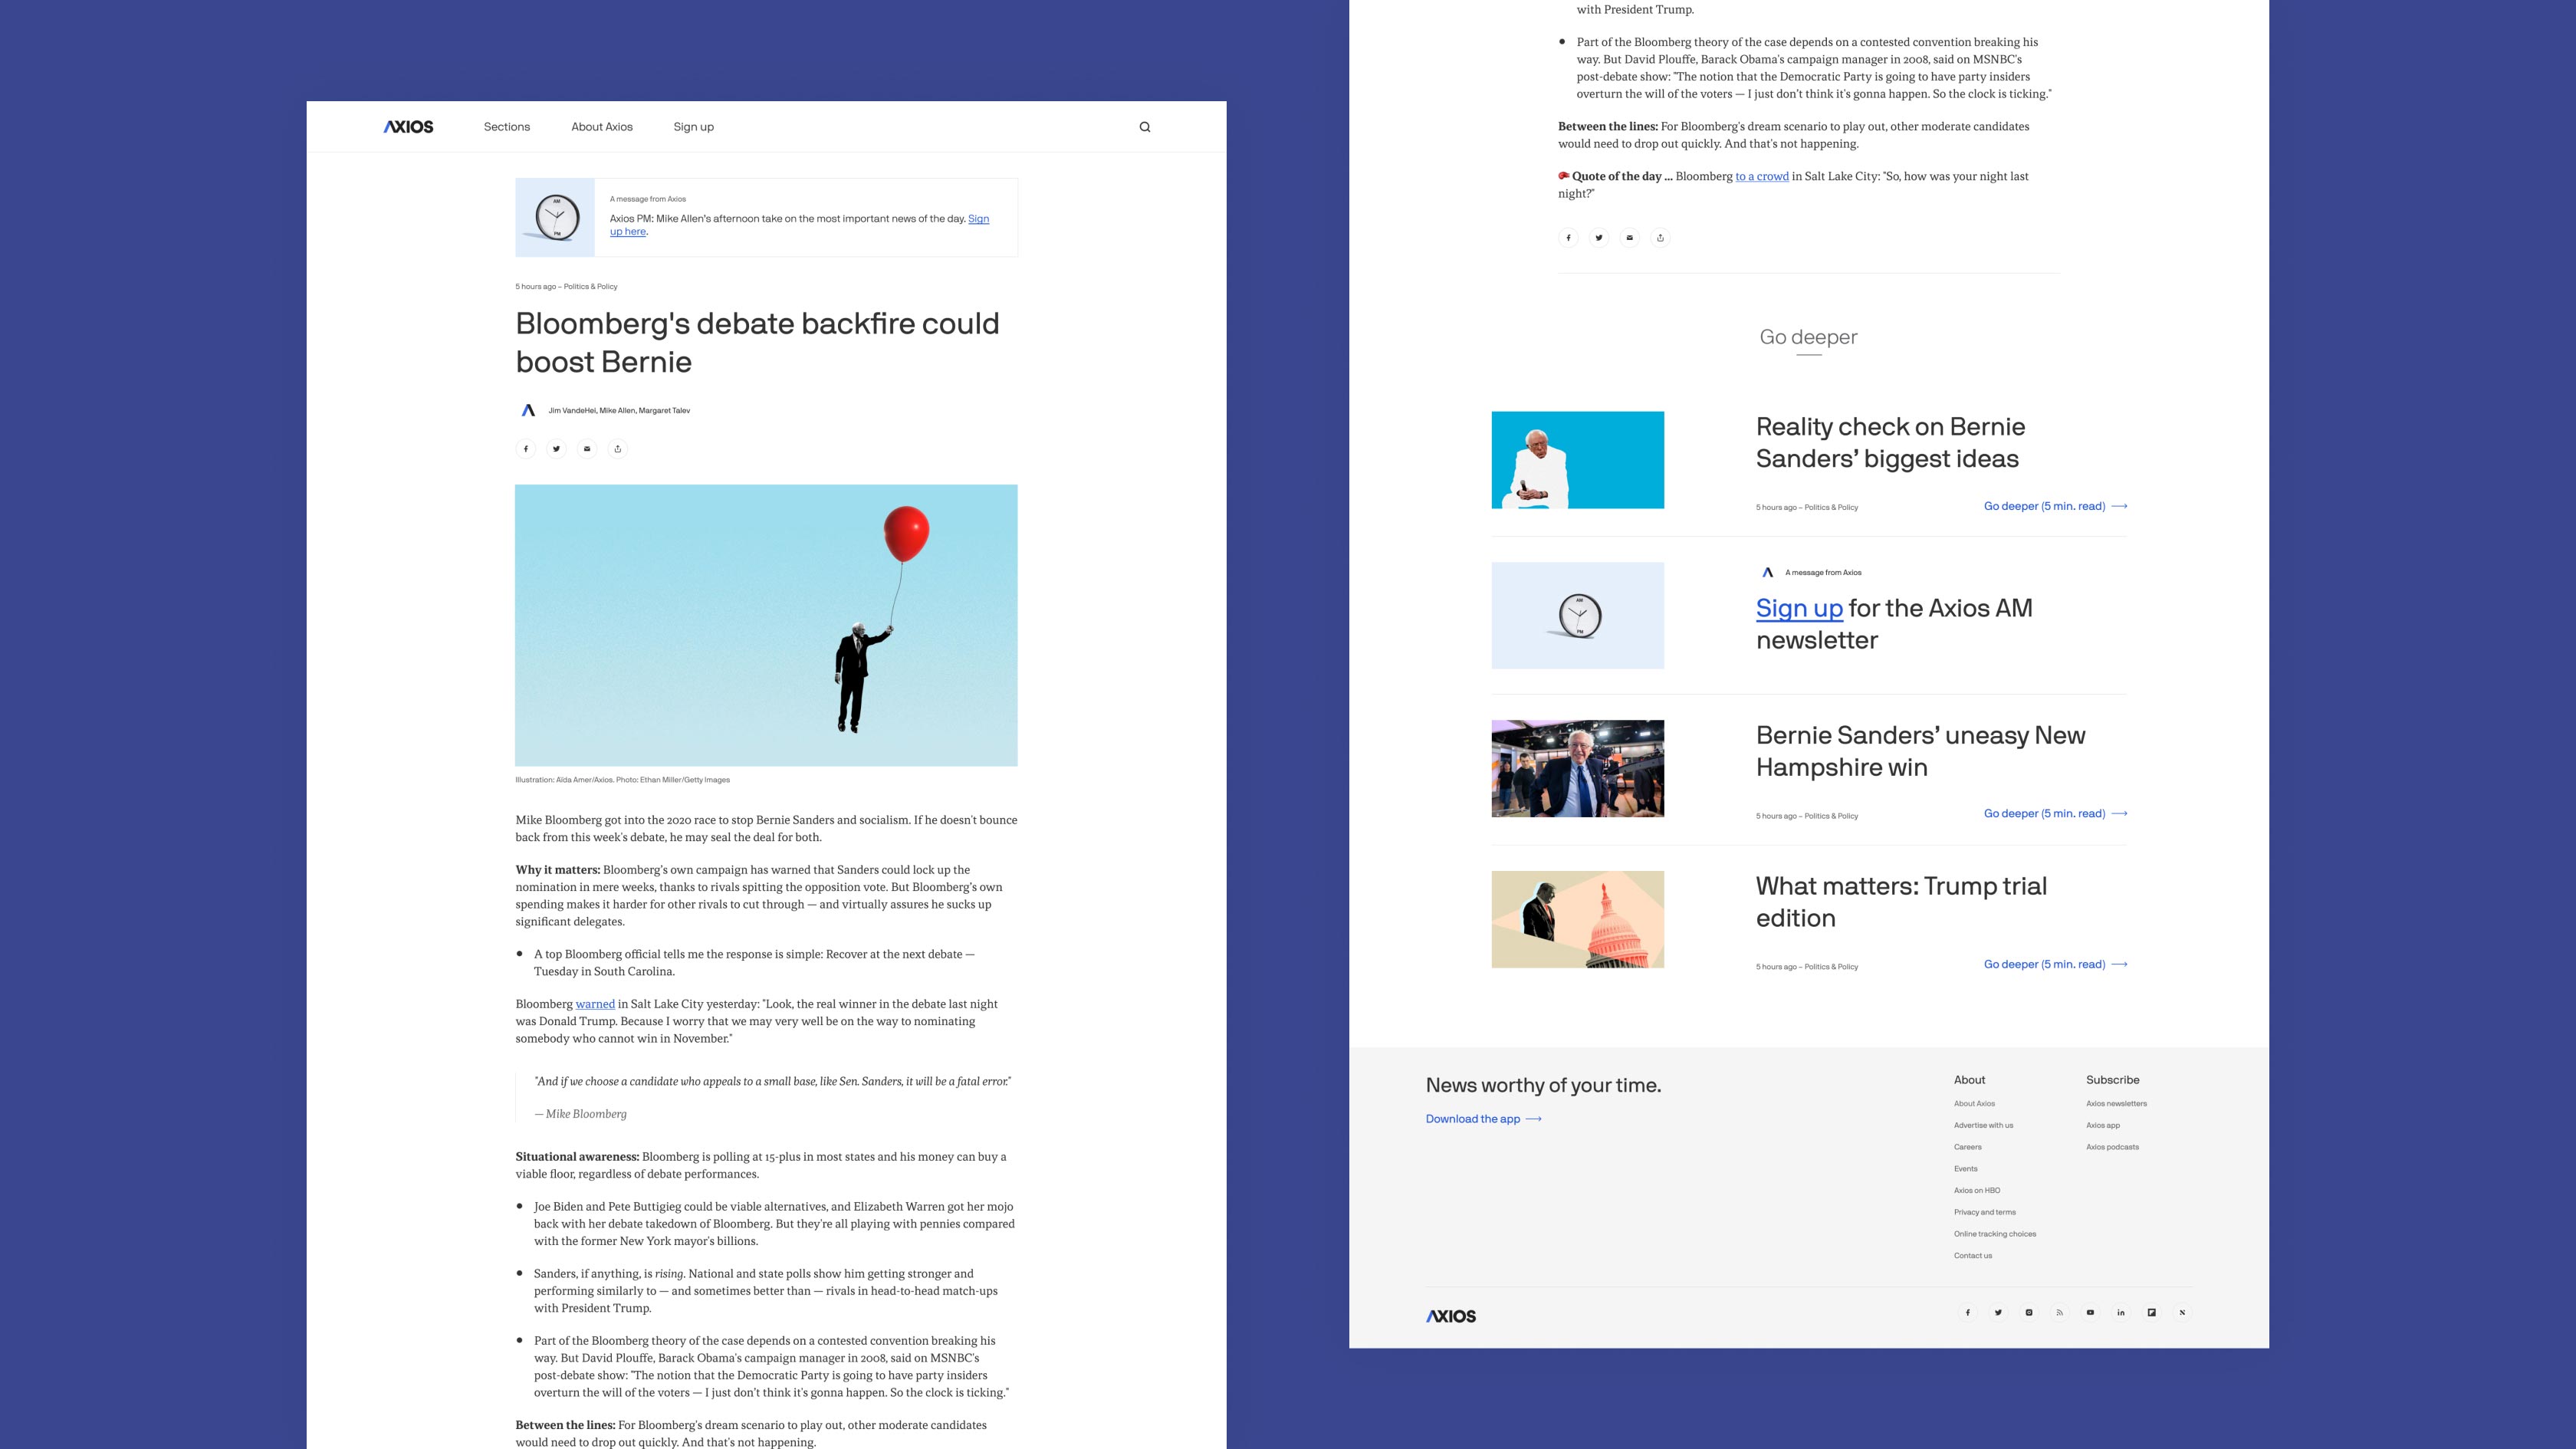 AXIOS
Sections
About Axios
Sign up
AM
PM
A message from Axios
Axios PM: Mike Allen's afternoon take on the most important news of the day. Sign
up here.
5 hours ago – Politics & Policy
Bloomberg's debate backfire could
boost Bernie
Jim VandeHei, Mike Allen, Margaret Talev
Illustration: Aïda Amer/Axios. Photo: Ethan Miller/Getty Images
Mike Bloomberg got into the 2020 race to stop Bernie Sanders and socialism. If he doesn't bounce
back from this week's debate, he may seal the deal for both.
Why it matters: Bloomberg's own campaign has warned that Sanders could lock up the
nomination in mere weeks, thanks to rivals spitting the opposition vote. But Bloomberg's own
spending makes it harder for other rivals to cut through — and virtually assures he sucks up
significant delegates.
• A top Bloomberg official tells me the response is simple: Recover at the next debate —
Tuesday in South Carolina.
Bloomberg warned in Salt Lake City yesterday: "Look, the real winner in the debate last night
was Donald Trump. Because I worry that we may very well be on the way to nominating
somebody who cannot win in November."
"And if we choose a candidate who appeals to a small base, like Sen. Sanders, it will be a fatal error."
— Mike Bloomberg
Situational awareness: Bloomberg is polling at 15-plus in most states and his money can buy a
viable floor, regardless of debate performances.
• Joe Biden and Pete Buttigieg could be viable alternatives, and Elizabeth Warren got her mojo
back with her debate takedown of Bloomberg. But they're all playing with pennies compared
with the former New York mayor's billions.
• Sanders, if anything, is rising. National and state polls show him getting stronger and
performing similarly to — and sometimes better than — rivals in head-to-head match-ups
with President Trump.
• Part of the Bloomberg theory of the case depends on a contested convention breaking his
way. But David Plouffe, Barack Obama's campaign manager in 2008, said on MSNBC's
post-debate show: "The notion that the Democratic Party is going to have party insiders
overturn the will of the voters — I just don't think it's gonna happen. So the clock is ticking."
Between the lines: For Bloomberg's dream scenario to play out, other moderate candidates
would need to drop out quickly. And that's not happening.
with President Trump.
• Part of the Bloomberg theory of the case depends on a contested convention breaking his
way. But David Plouffe, Barack Obama's campaign manager in 2008, said on MSNBC's
post-debate show: "The notion that the Democratic Party is going to have party insiders
overturn the will of the voters — I just don't think it's gonna happen. So the clock is ticking."
Between the lines: For Bloomberg's dream scenario to play out, other moderate candidates
would need to drop out quickly. And that's not happening.
🥊 Quote of the day ... Bloomberg to a crowd in Salt Lake City: "So, how was your night last
night?"
Go deeper
Reality check on Bernie
Sanders' biggest ideas
5 hours ago – Politics & Policy
Go deeper (5 min. read)
AM
PM
A message from Axios
Sign up for the Axios AM
newsletter
Bernie Sanders' uneasy New
Hampshire win
5 hours ago – Politics & Policy
Go deeper (5 min. read)
What matters: Trump trial
edition
5 hours ago – Politics & Policy
Go deeper (5 min. read)
News worthy of your time.
Download the app
About
About Axios
Advertise with us
Careers
Events
Axios on HBO
Privacy and terms
Online tracking choices
Contact us
Subscribe
Axios newsletters
Axios app
Axios podcasts
AXIOS